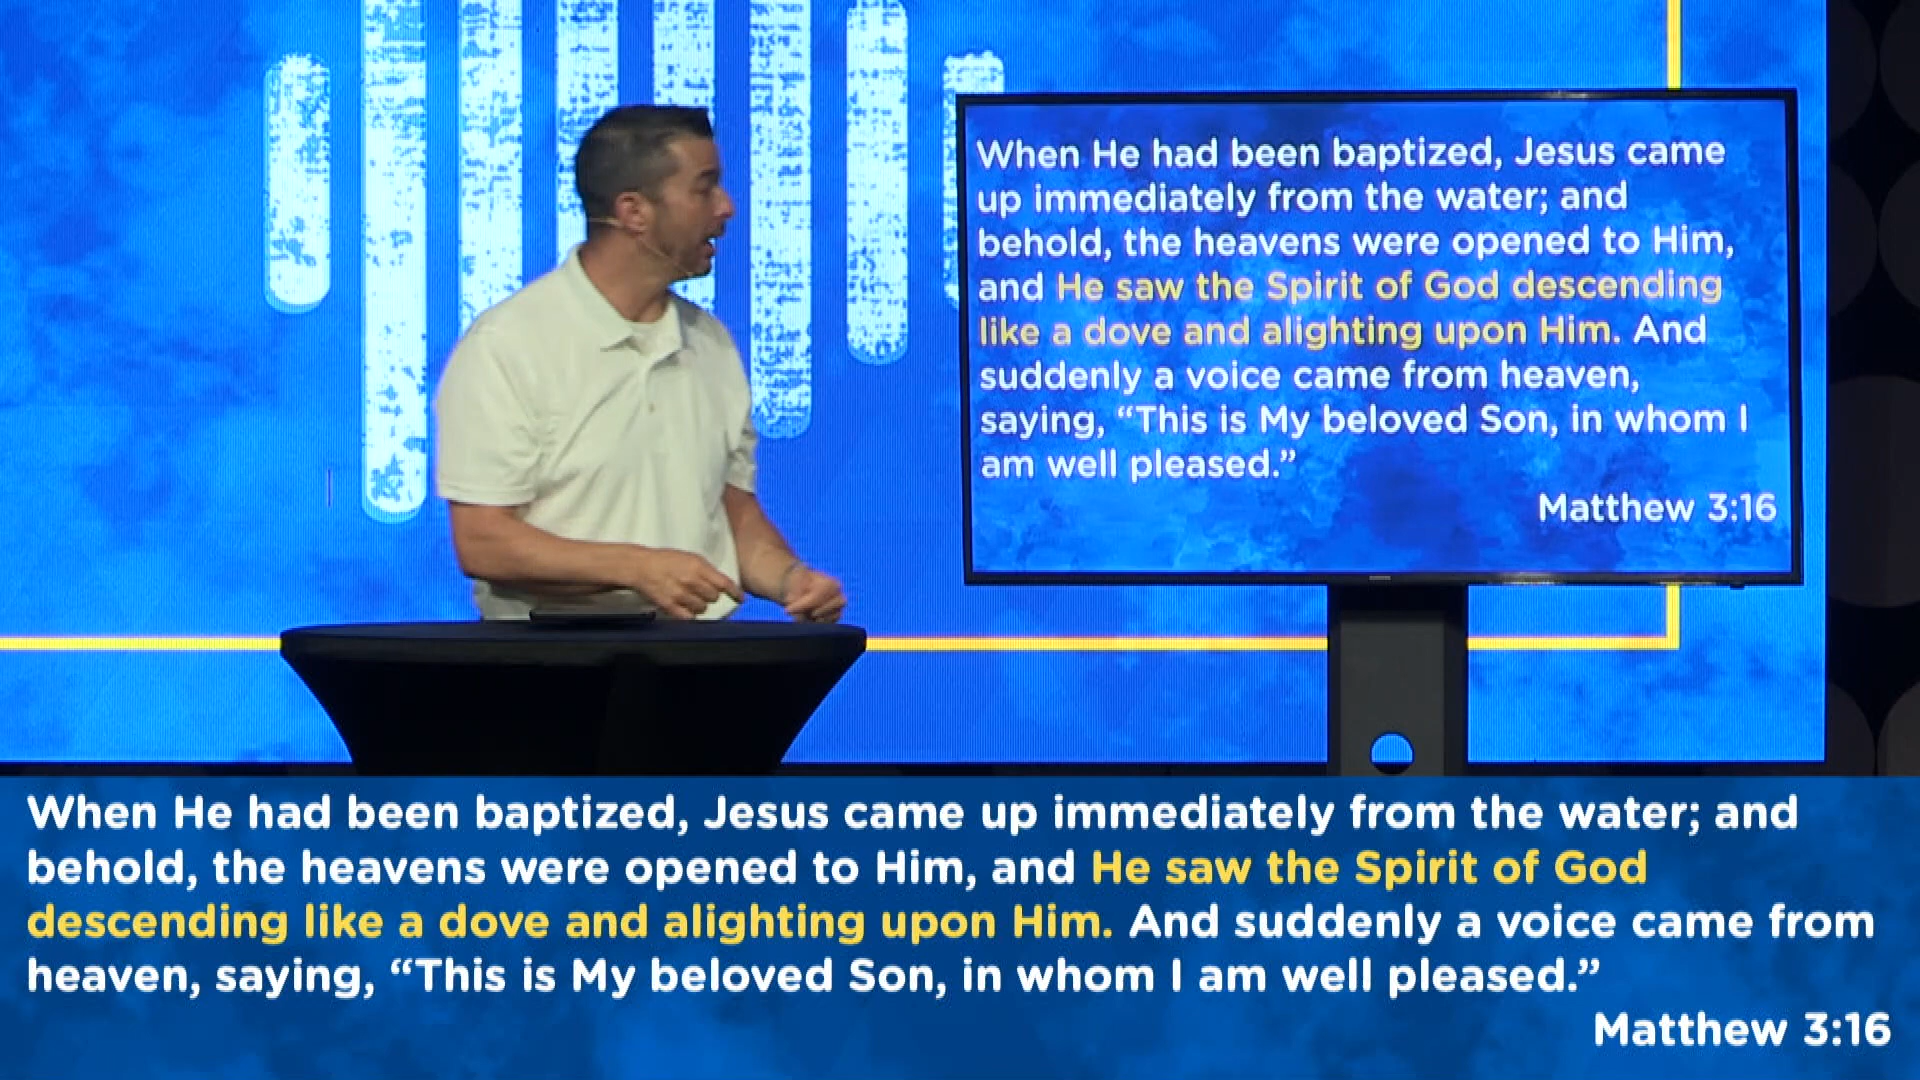 When He had been baptized, Jesus came
up immediately from the water; and
behold, the heavens were opened to Him,
and He saw the Spirit of God descending
like a dove and alighting upon Him. And
suddenly a voice came from heaven,
saying, “This is My beloved Son, in whom I
am well pleased.”
Matthew 3:16
When He had been baptized, Jesus came up immediately from the water; and
behold, the heavens were opened to Him, and He saw the Spirit of God
descending like a dove and alighting upon Him. And suddenly a voice came from
heaven, saying, “This is My beloved Son, in whom I am well pleased.”
Matthew 3:16